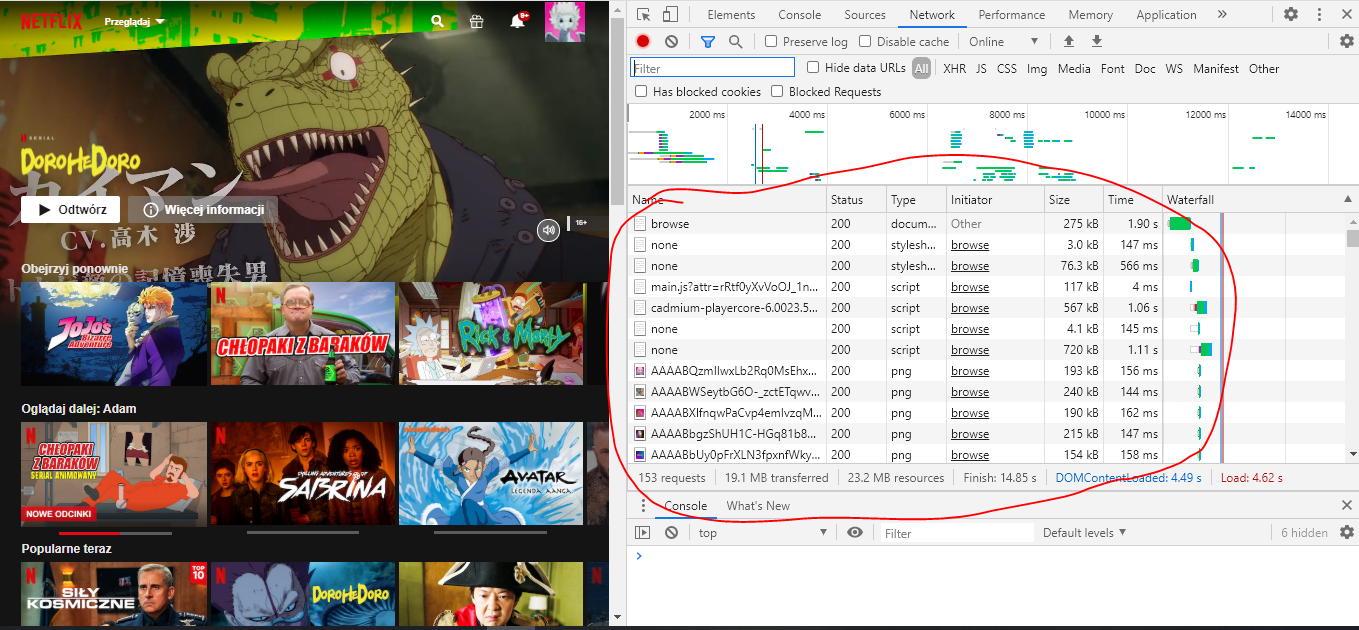 NETFLIX Przeglądaj
9+
N SERIAL
DOROHEDORO
カイマン
CV.高木 渉
Odtwórz Więcej informacji
16+
Obejrzyj ponownie
の記憶喪失男
JOJO'S
BIZARRE
ADVENTURE
N
CHŁOPAKI Z BARAKÓW
RICK & MORTY
Oglądaj dalej: Adam
N
CHŁOPAKI
Z BARAKÓW
SERIAL ANIMOWANY
NOWE ODCINKI
N
CHILLING ADVENTURES OF
SABRINA
nickelodeon
AVATAR
LEGENDA AANGA
Popularne teraz
N
TOP
10
SIŁY
KOSMICZNE
N
DOROHEDORO
N
N
Elements Console Sources Network Performance Memory Application »
Preserve log Disable cache Online
Filter Hide data URLs All XHR JS CSS Img Media Font Doc WS Manifest Other
Has blocked cookies Blocked Requests
2000 ms 4000 ms 6000 ms 8000 ms 10000 ms 12000 ms 14000 ms
Name Status Type Initiator Size Time Waterfall
browse 200 docum... Other 275 kB 1.90 s
none 200 stylesh... browse 3.0 kB 147 ms
none 200 stylesh... browse 76.3 kB 566 ms
main.js?attr=rRtf0yXvVoOJ_1n... 200 script browse 117 kB 4 ms
cadmium-playercore-6.0023.5... 200 script browse 567 kB 1.06 s
none 200 script browse 4.1 kB 145 ms
none 200 script browse 720 kB 1.11 s
AAAABQzmIlwxLb2Rq0MsEhx... 200 png browse 193 kB 156 ms
AAAABWSeytbG6O-_zctETqwv... 200 png browse 240 kB 144 ms
AAAABXIfnqwPaCvp4emIvzqM... 200 png browse 190 kB 162 ms
AAAABbgzShUH1C-HGq81b8... 200 png browse 215 kB 147 ms
AAAABbUy0pFrXLN3fpxnfWky... 200 png browse 154 kB 158 ms
153 requests 19.1 MB transferred 23.2 MB resources Finish: 14.85 s DOMContentLoaded: 4.49 s Load: 4.62 s
Console What's New
top Filter Default levels 6 hidden